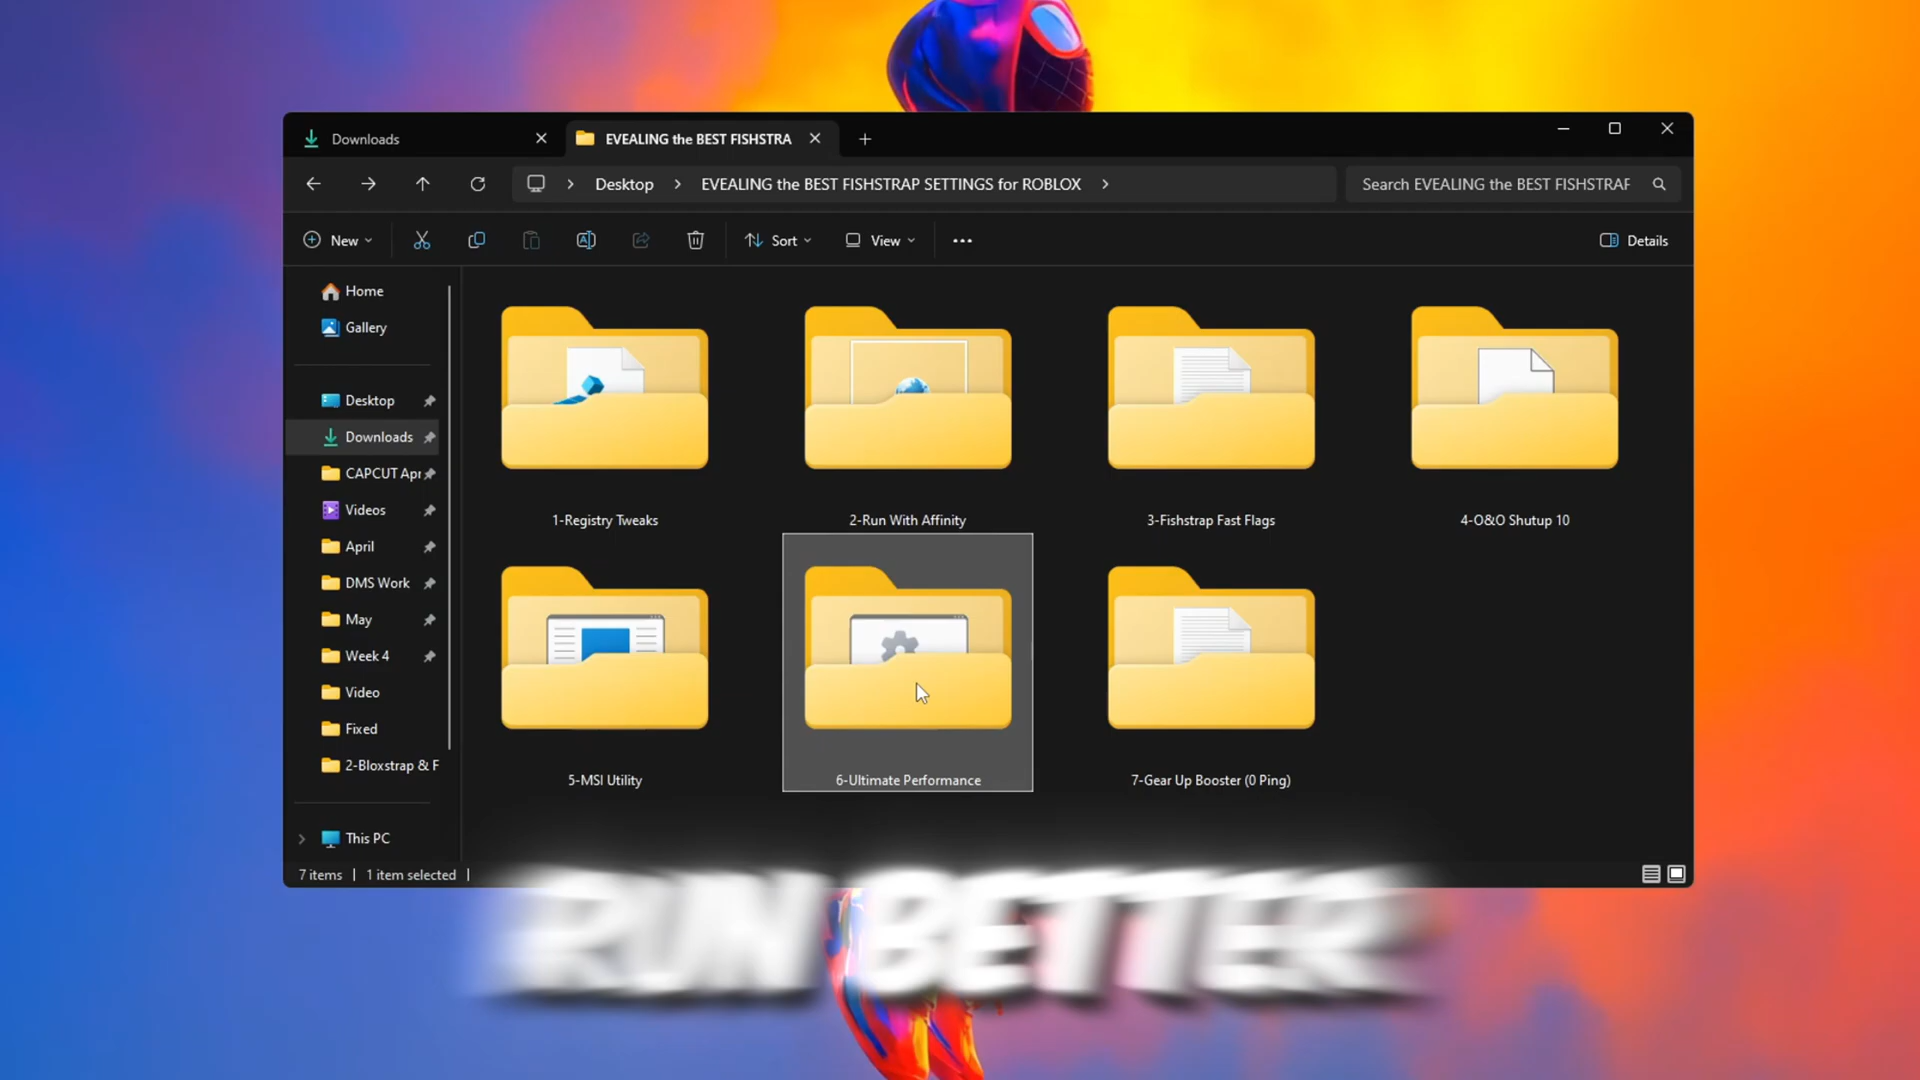 Downloads
EVEALING the BEST FISHSTRA
Desktop
EVEALING the BEST FISHSTRAP SETTINGS for ROBLOX
Search EVEALING the BEST FISHSTRAF
New
Sort
View
Details
Home
Gallery
Desktop
Downloads
CAPCUT Apr
Videos
April
DMS Work
May
Week 4
Video
Fixed
2-Bloxstrap & F
This PC
1-Registry Tweaks
2-Run With Affinity
3-Fishstrap Fast Flags
4-O&O Shutup 10
5-MSI Utility
6-Ultimate Performance
7-Gear Up Booster (0 Ping)
7 items
1 item selected
RUN BETTER